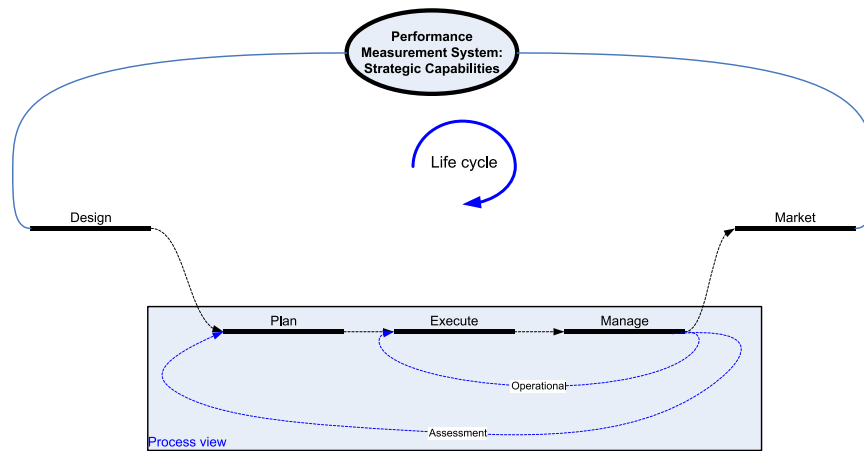 Performance
Measurement System:
Strategic Capabilities
Life cycle
Design
Market
Plan
Execute
Manage
Operational
Assessment
Process view